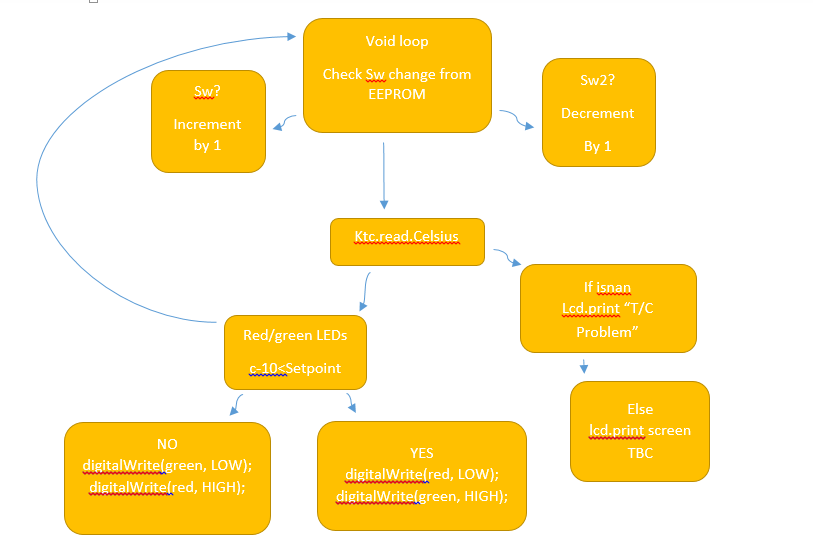 Void loop
Check Sw change from
EEPROM
Sw?
Increment
by 1
Sw2?
Decrement
By 1
Ktc.read.Celsius
If isnan
Lcd.print “T/C
Problem”
Red/green LEDs
c-10<Setpoint
Else
lcd.print screen
TBC
NO
digitalWrite(green, LOW);
digitalWrite(red, HIGH);
YES
digitalWrite(red, LOW);
digitalWrite(green, HIGH);